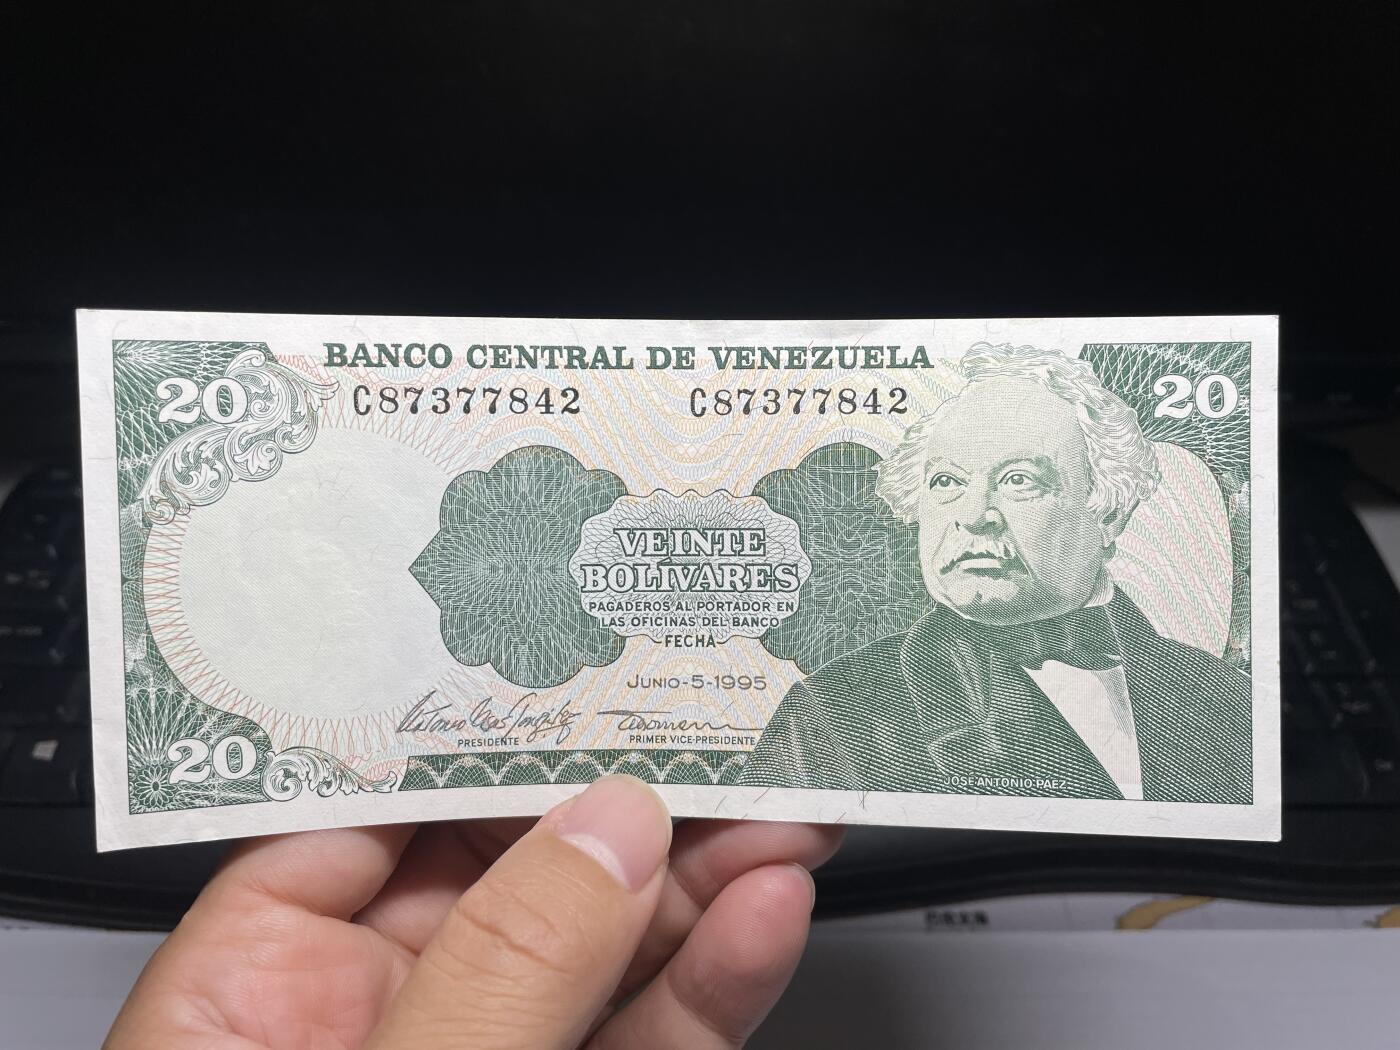 BANCO CENTRAL DE VENEZUELA
20
20
C87377842
C87377842
VEINTE
BOLÍVARES
PAGADEROS AL PORTADOR EN
LAS OFICINAS DEL BANCO
FECHA
JUNIO-5-1995
PRESIDENTE
PRIMER VICE-PRESIDENTE
20
JOSE ANTONIO PAEZ